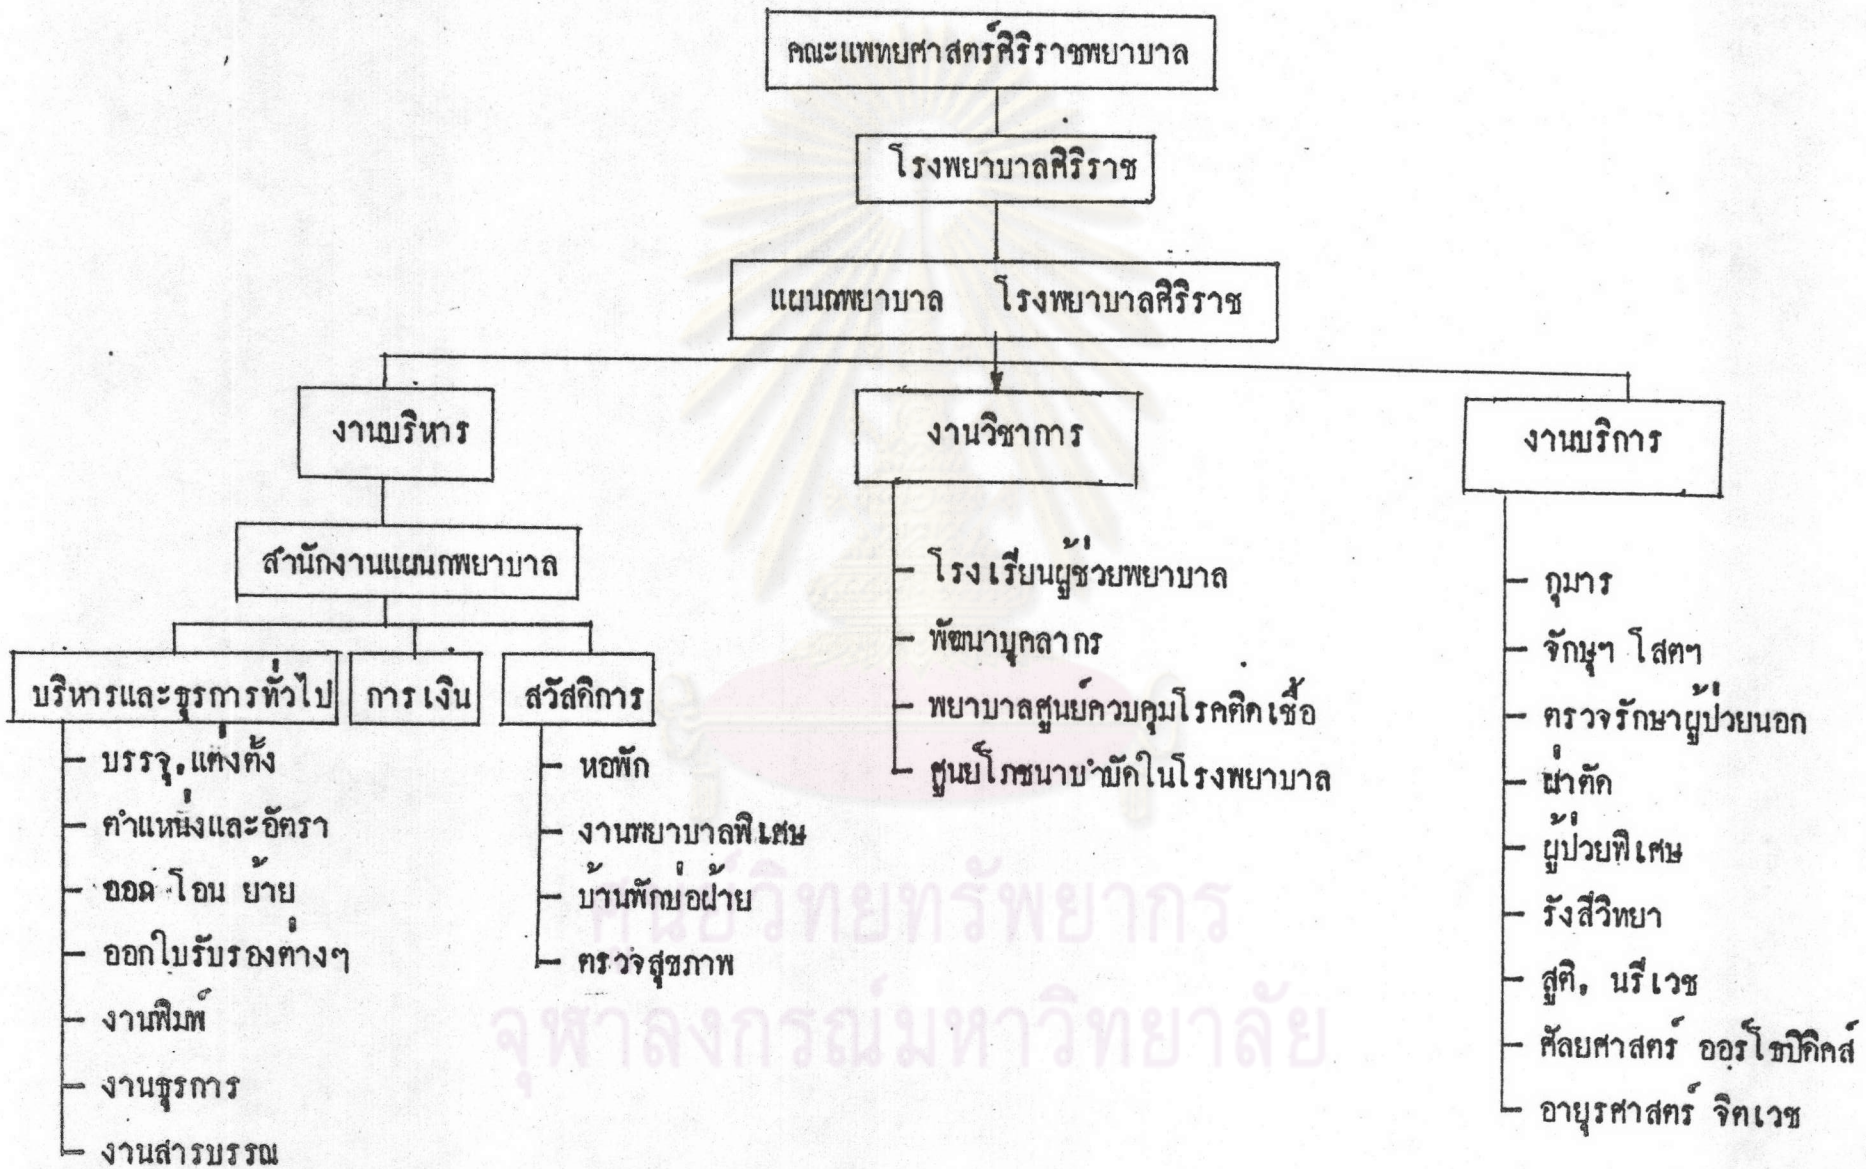 คณะแพทยศาสตร์ศิริราชพยาบาล
โรงพยาบาลศิริราช
แผนกพยาบาล โรงพยาบาลศิริราช
งานบริหาร
งานวิชาการ
งานบริการ
สำนักงานแผนกพยาบาล
บริหารและธุรการทั่วไป
การเงิน
สวัสดิการ
- บรรจุ, แต่งตั้ง
- ตำแหน่งและอัตรา
- ออก โอน ย้าย
- ออกใบรับรองต่างๆ
- งานพิมพ์
- งานธุรการ
- งานสารบรรณ
- หอพัก
- งานพยาบาลพิเศษ
- บ้านพักบ่อฝ้าย
- ตรวจสุขภาพ
- โรงเรียนผู้ช่วยพยาบาล
- พัฒนาบุคลากร
- พยาบาลศูนย์ควบคุมโรคติดเชื้อ
- ศูนย์โภชนาบำบัดในโรงพยาบาล
- กุมาร
- จักษุฯ โสตฯ
- ตรวจรักษาผู้ป่วยนอก
- ผ่าตัด
- ผู้ป่วยพิเศษ
- รังสีวิทยา
- สูติ, นรีเวช
- ศัลยศาสตร์ ออร์โธปิดิคส์
- อายุรศาสตร์ จิตเวช
ศูนย์วิทยทรัพยากร
จุฬาลงกรณ์มหาวิทยาลัย